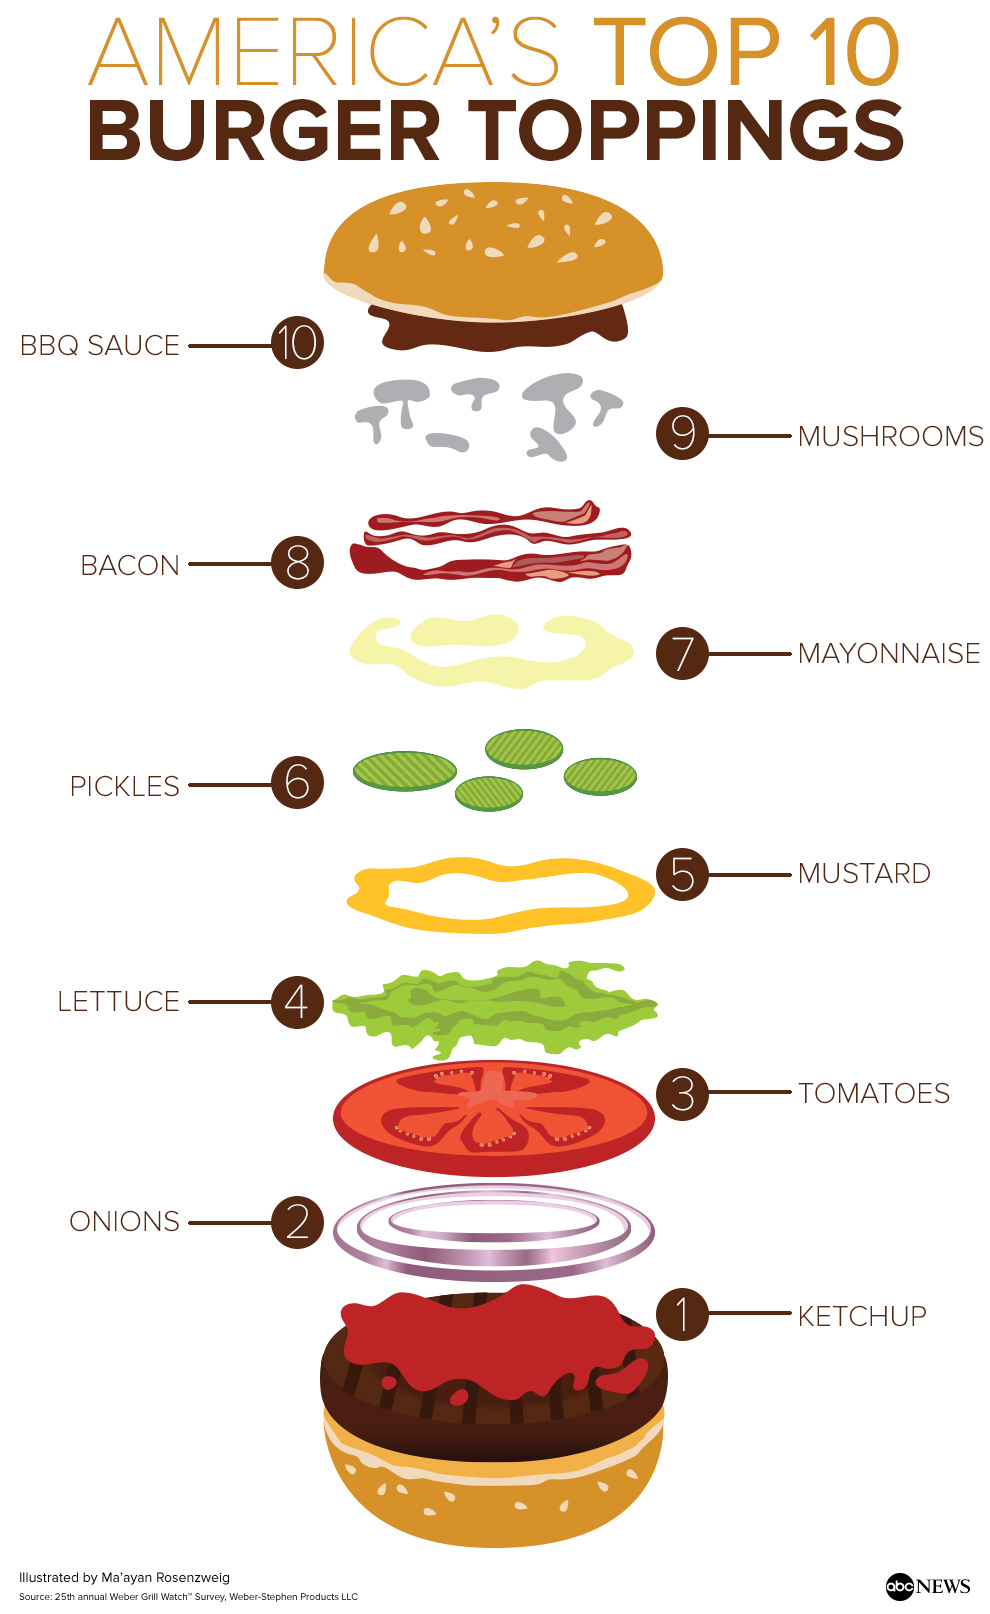 AMERICA'S TOP 10
BURGER TOPPINGS
BBQ SAUCE 10
9 MUSHROOMS
BACON 8
7 MAYONNAISE
PICKLES 6
5 MUSTARD
LETTUCE 4
3 TOMATOES
ONIONS 2
1 KETCHUP
Illustrated by Ma'ayan Rosenzweig
Source: 25th annual Weber Grill Watch™ Survey, Weber-Stephen Products LLC
abc NEWS